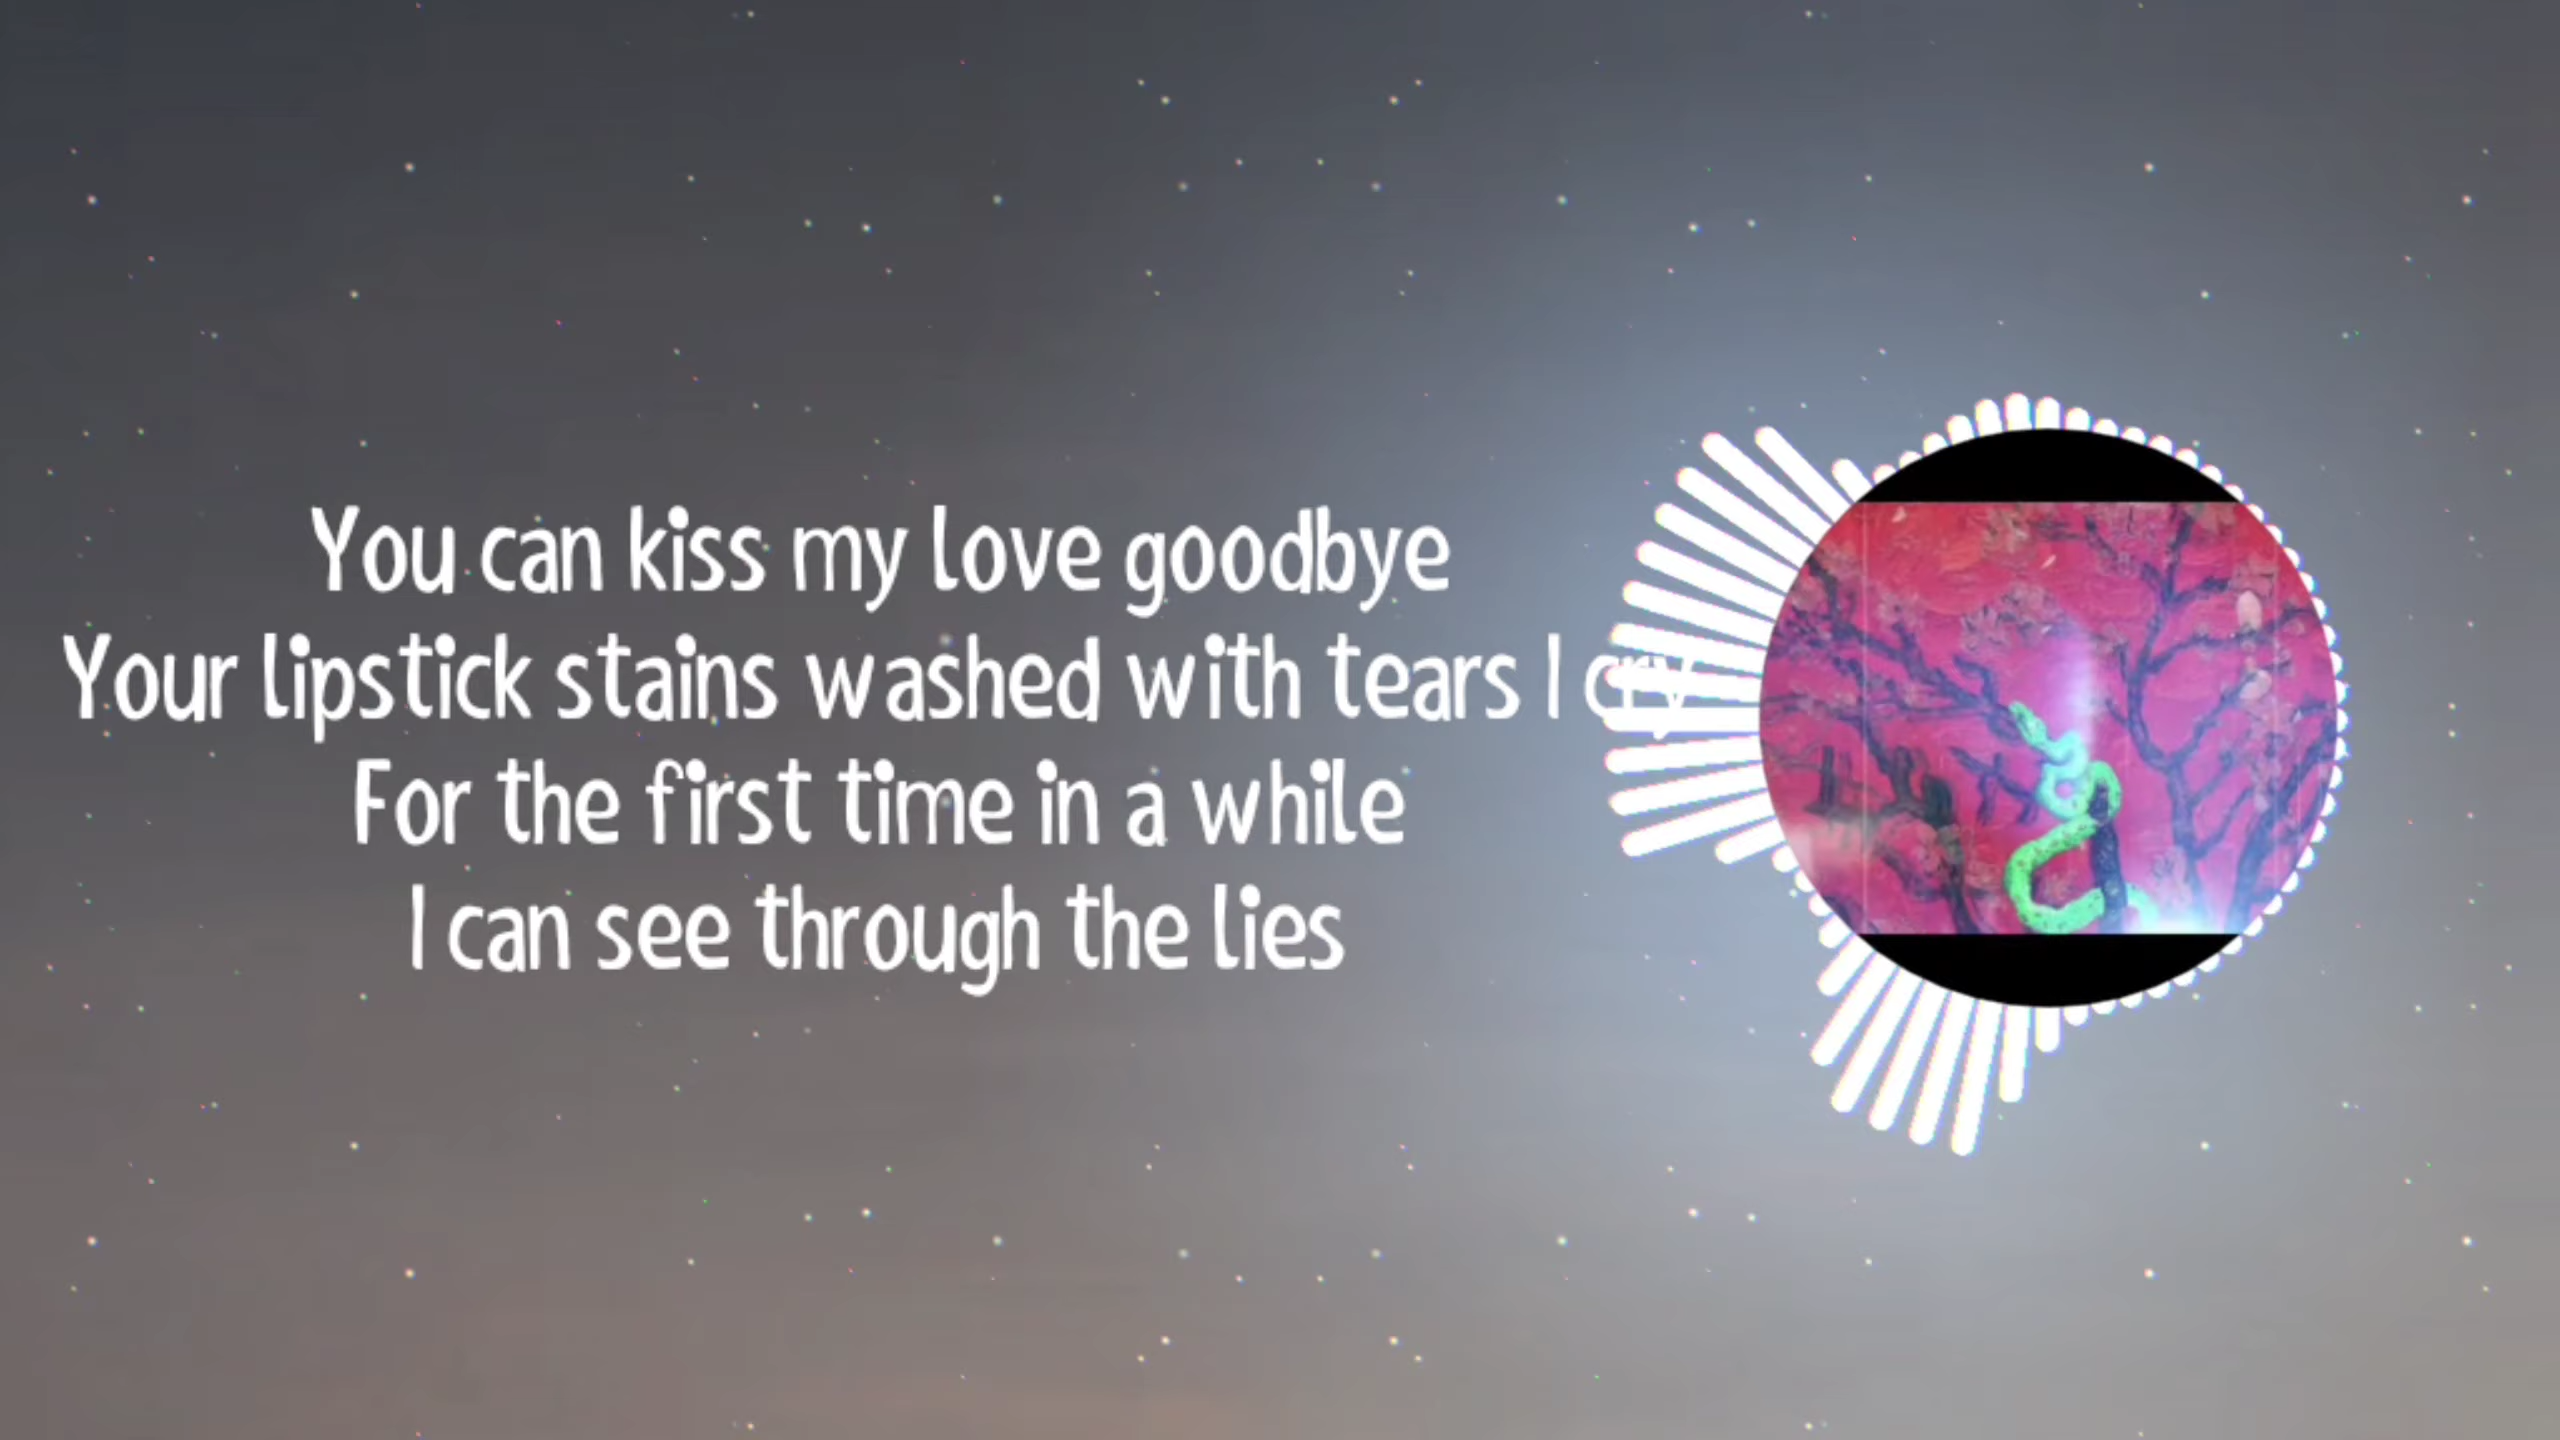 You can kiss my love goodbye
Your lipstick stains washed with tears I cry
For the first time in a while
I can see through the lies